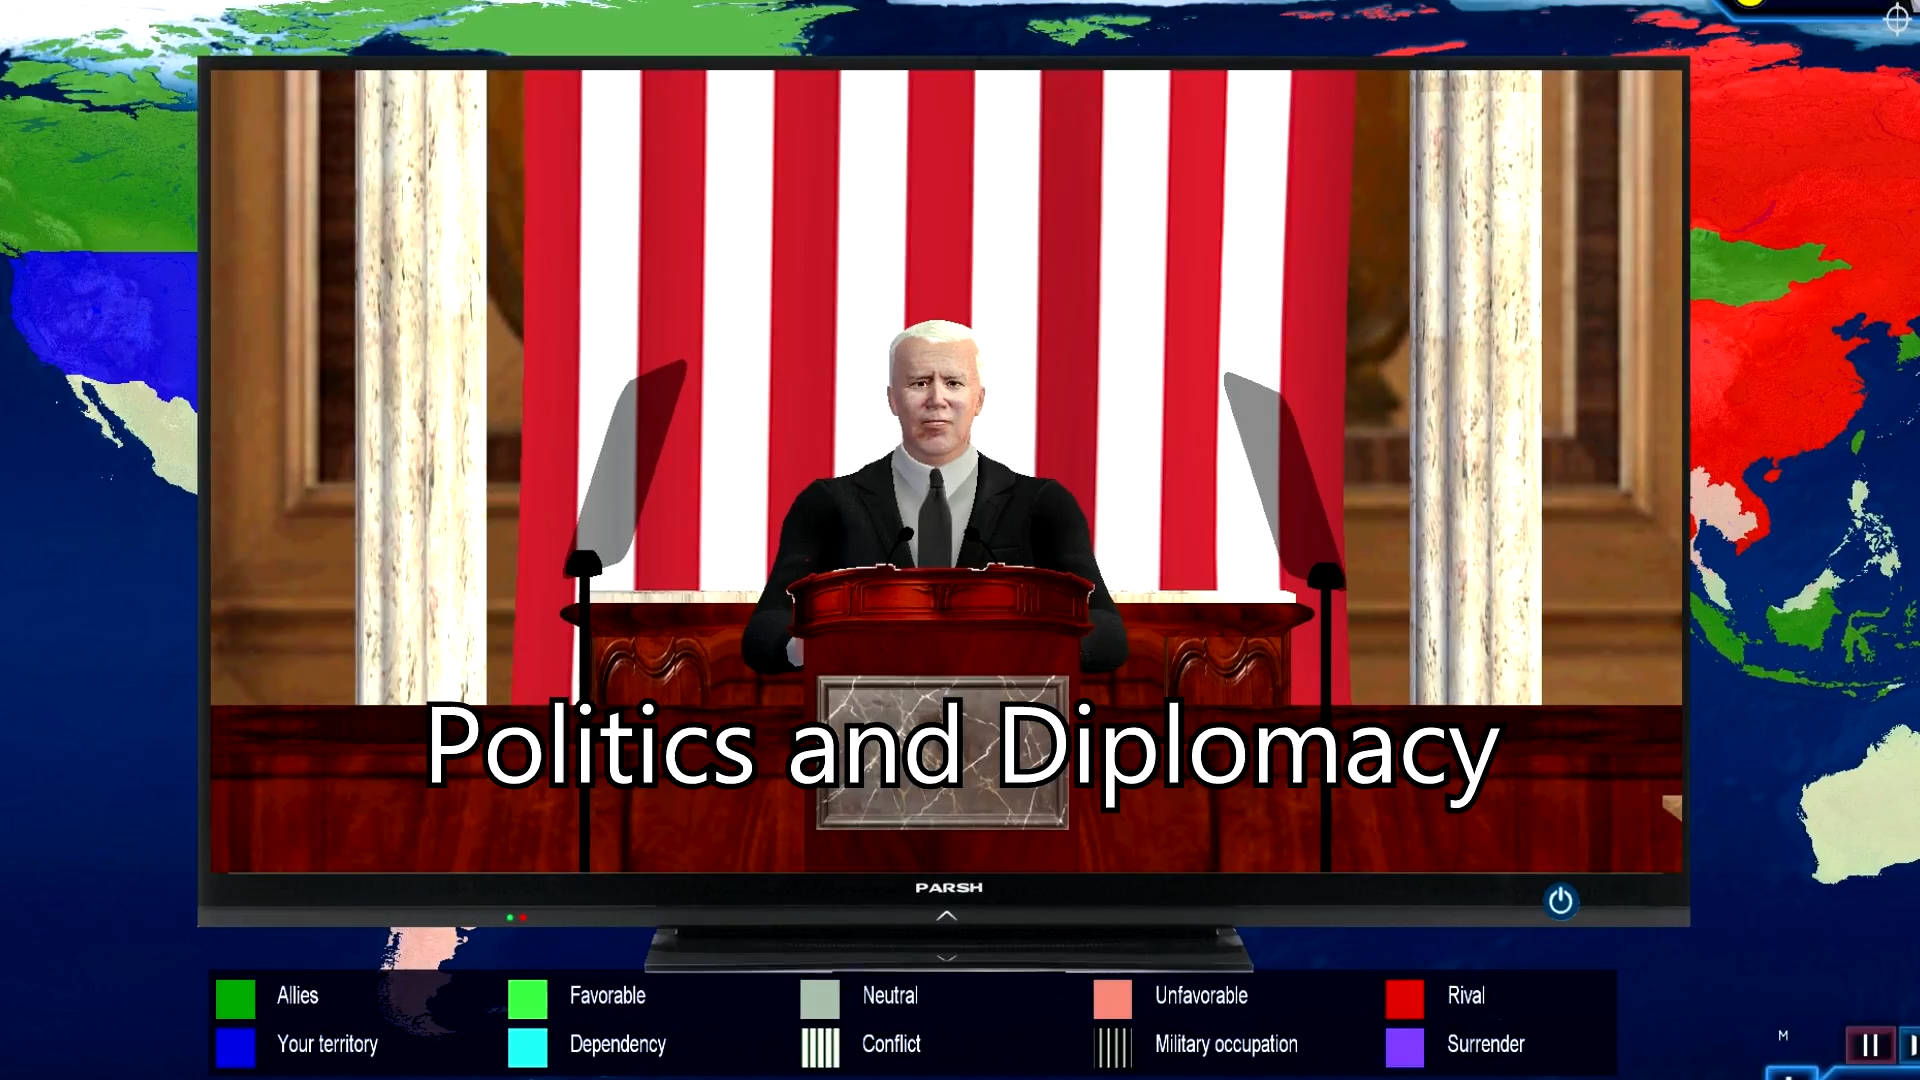 Politics and Diplomacy
PARSH
Allies
Favorable
Neutral
Unfavorable
Rival
Your territory
Dependency
Conflict
Military occupation
Surrender
M